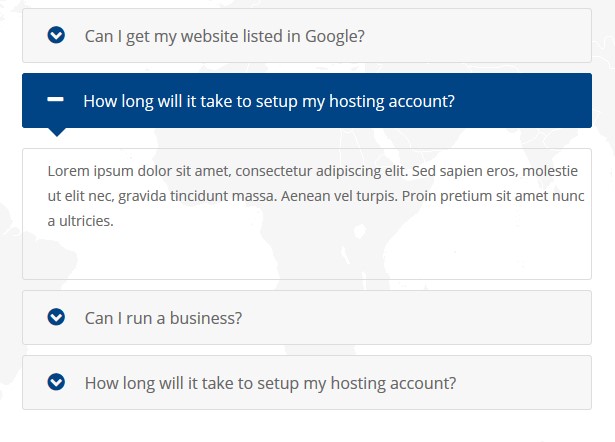 Can I get my website listed in Google?
How long will it take to setup my hosting account?
Lorem ipsum dolor sit amet, consectetur adipiscing elit. Sed sapien eros, molestie
ut elit nec, gravida tincidunt massa. Aenean vel turpis. Proin pretium sit amet nunc
a ultricies.
Can I run a business?
How long will it take to setup my hosting account?